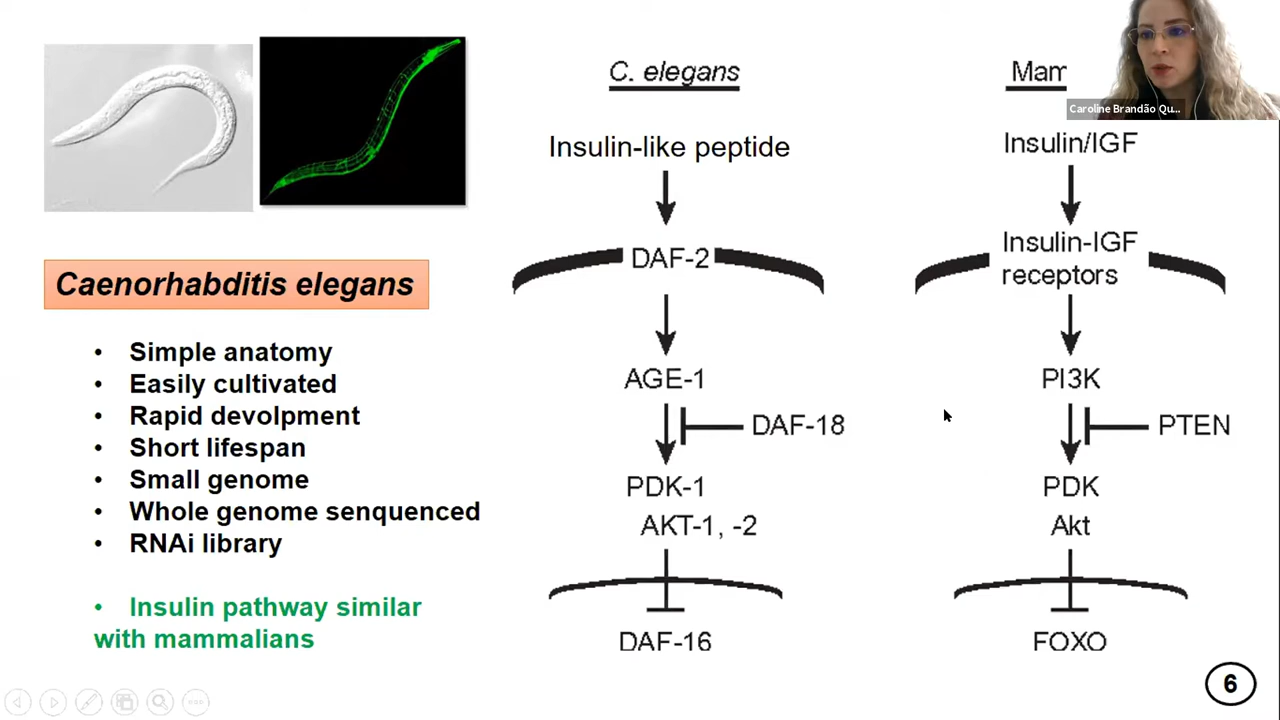 C. elegans
Mam
Caroline Brandão Qu...
Insulin-like peptide
Insulin/IGF
DAF-2
Insulin-IGF
receptors
Caenorhabditis elegans
• Simple anatomy
• Easily cultivated
• Rapid devolpment
• Short lifespan
• Small genome
• Whole genome senquenced
• RNAi library
• Insulin pathway similar
with mammalians
AGE-1
DAF-18
PDK-1
AKT-1, -2
DAF-16
PI3K
PTEN
PDK
Akt
FOXO
6